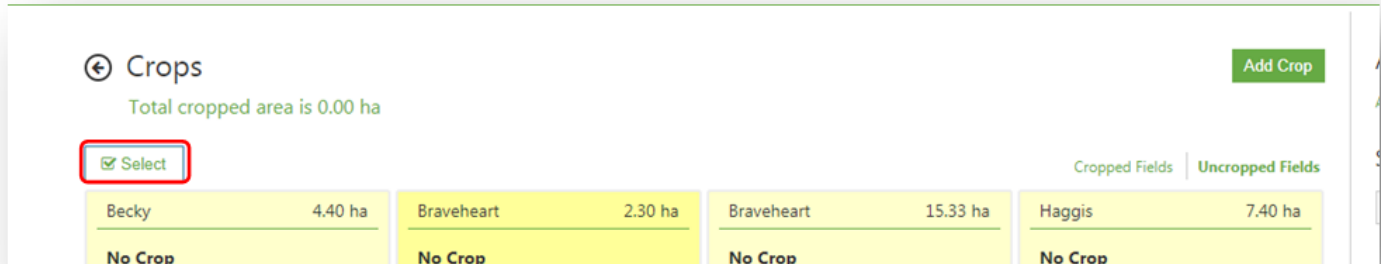 Crops
Add Crop
Total cropped area is 0.00 ha
Select
Cropped Fields Uncropped Fields
Becky 4.40 ha Braveheart 2.30 ha Braveheart 15.33 ha Haggis 7.40 ha
No Crop No Crop No Crop No Crop